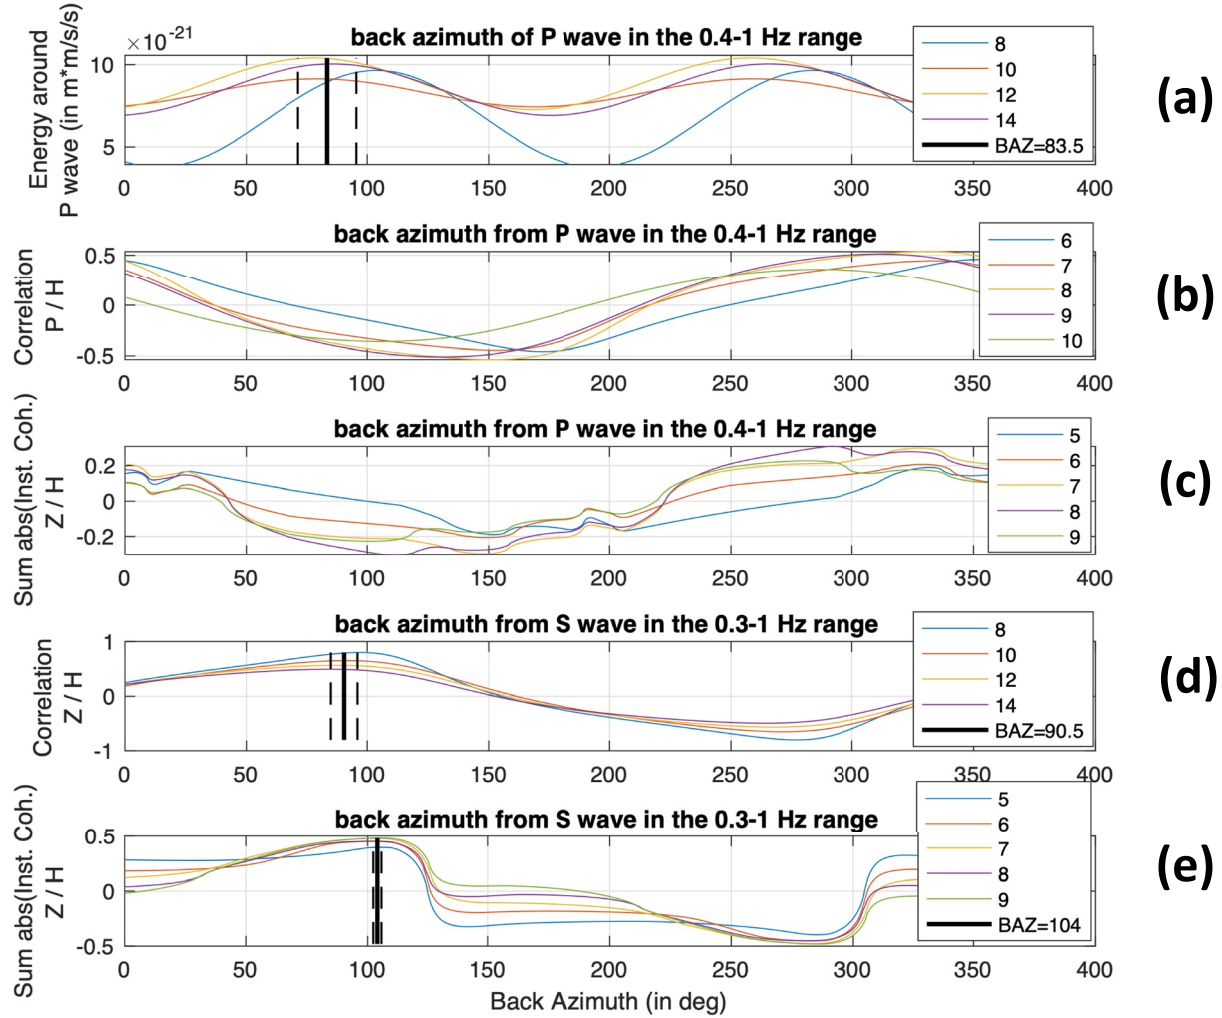 ×10^-21
back azimuth of P wave in the 0.4-1 Hz range
Energy around
P wave (in m*m/s/s)
10
5
0 50 100 150 200 250 300 350 400
8
10
12
14
BAZ=83.5
(a)
back azimuth from P wave in the 0.4-1 Hz range
Correlation
P / H
0.5
0
-0.5
0 50 100 150 200 250 300 350 400
6
7
8
9
10
(b)
back azimuth from P wave in the 0.4-1 Hz range
Sum abs(Inst. Coh.)
Z / H
0.2
0
-0.2
0 50 100 150 200 250 300 350 400
5
6
7
8
9
(c)
back azimuth from S wave in the 0.3-1 Hz range
Correlation
Z / H
1
0
-1
0 50 100 150 200 250 300 350 400
8
10
12
14
BAZ=90.5
(d)
back azimuth from S wave in the 0.3-1 Hz range
Sum abs(Inst. Coh.)
Z / H
0.5
0
-0.5
0 50 100 150 200 250 300 350 400
5
6
7
8
9
BAZ=104
(e)
Back Azimuth (in deg)